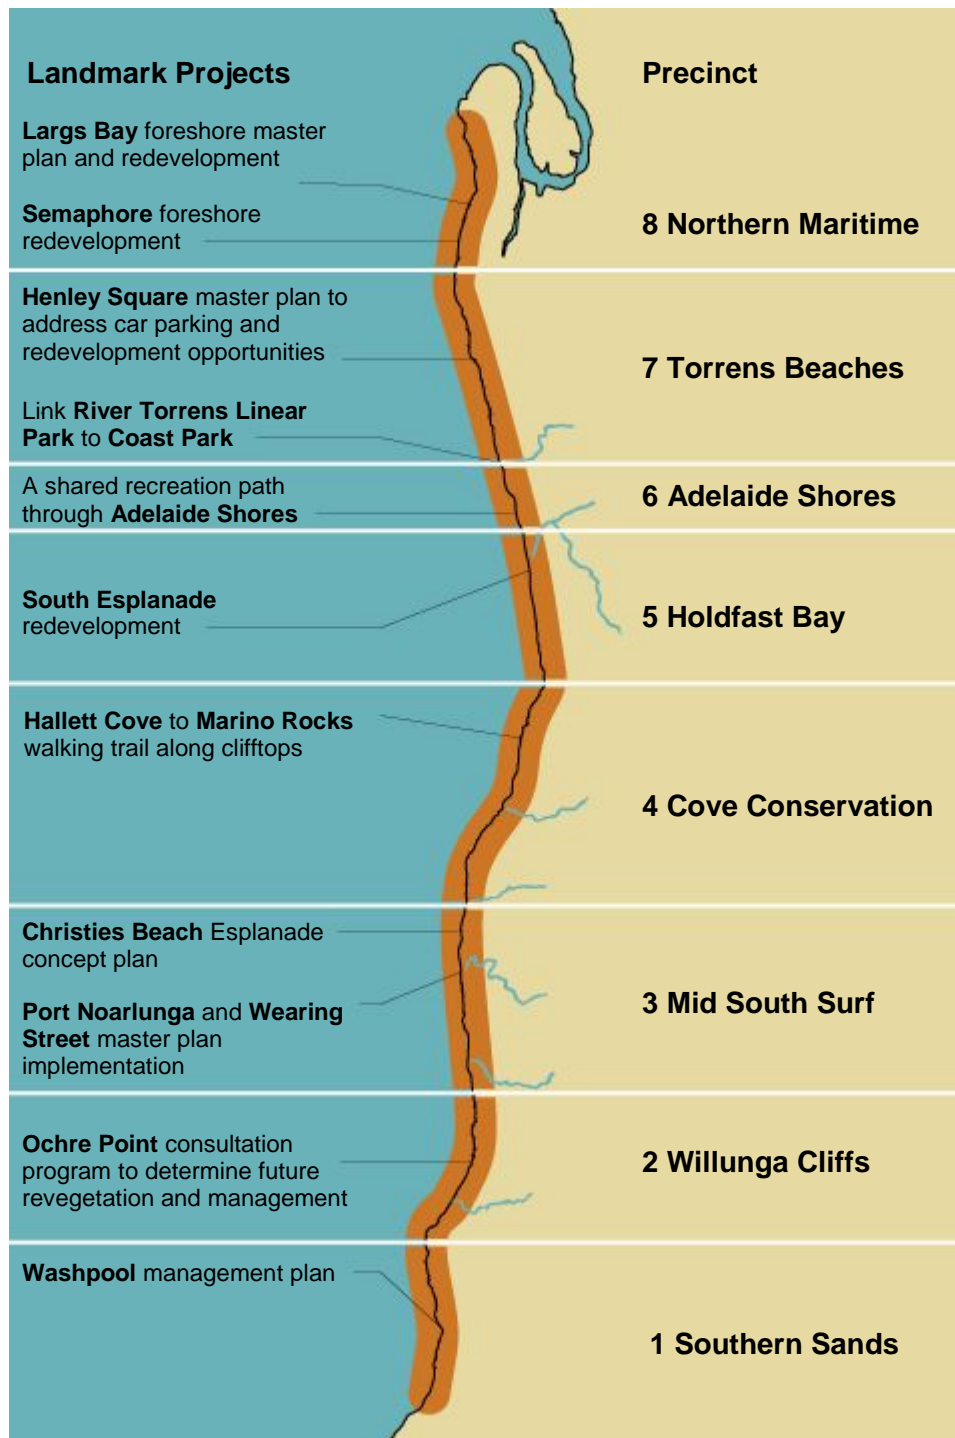 Landmark Projects
Precinct
Largs Bay foreshore master
plan and redevelopment
Semaphore foreshore
redevelopment
8 Northern Maritime
Henley Square master plan to
address car parking and
redevelopment opportunities
7 Torrens Beaches
Link River Torrens Linear
Park to Coast Park
A shared recreation path
through Adelaide Shores
6 Adelaide Shores
South Esplanade
redevelopment
5 Holdfast Bay
Hallett Cove to Marino Rocks
walking trail along clifftops
4 Cove Conservation
Christies Beach Esplanade
concept plan
Port Noarlunga and Wearing
Street master plan
implementation
3 Mid South Surf
Ochre Point consultation
program to determine future
revegetation and management
2 Willunga Cliffs
Washpool management plan
1 Southern Sands